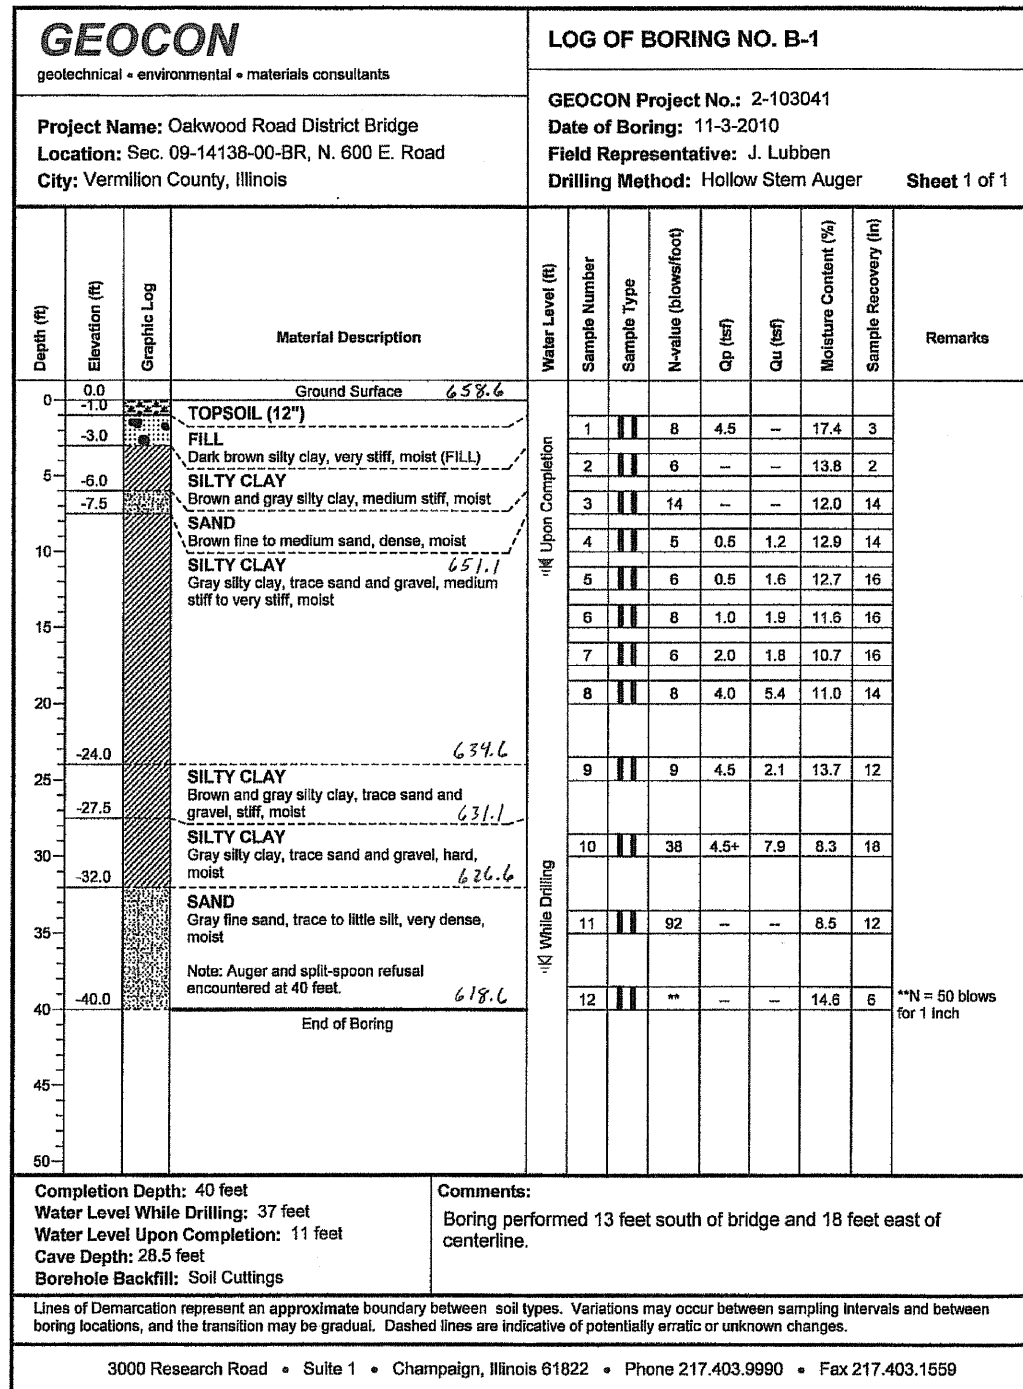 GEOCON
geotechnical • environmental • materials consultants
LOG OF BORING NO. B-1
Project Name: Oakwood Road District Bridge
Location: Sec. 09-14138-00-BR, N. 600 E. Road
City: Vermilion County, Illinois
GEOCON Project No.: 2-103041
Date of Boring: 11-3-2010
Field Representative: J. Lubben
Drilling Method: Hollow Stem Auger Sheet 1 of 1
Depth (ft) Elevation (ft) Graphic Log Material Description Water Level (ft) Sample Number Sample Type N-value (blows/foot) Qp (tsf) Qu (tsf) Moisture Content (%) Sample Recovery (in) Remarks
0.0 Ground Surface 658.6
0 -1.0
TOPSOIL (12")
1 8 4.5 -- 17.4 3
-3.0 FILL
Dark brown silty clay, very stiff, moist (FILL)
2 6 -- -- 13.8 2
5
-6.0 SILTY CLAY
Brown and gray silty clay, medium stiff, moist
-7.5 3 14 -- -- 12.0 14
SAND
Brown fine to medium sand, dense, moist
4 5 0.5 1.2 12.9 14
10
Upon Completion
SILTY CLAY 651.1
Gray silty clay, trace sand and gravel, medium
stiff to very stiff, moist
5 6 0.5 1.6 12.7 16
6 8 1.0 1.9 11.6 16
15
7 6 2.0 1.8 10.7 16
8 8 4.0 5.4 11.0 14
20
-24.0 634.6
9 9 4.5 2.1 13.7 12
25
SILTY CLAY
Brown and gray silty clay, trace sand and
-27.5 gravel, stiff, moist 631.1
SILTY CLAY
Gray silty clay, trace sand and gravel, hard,
10 38 4.5+ 7.9 8.3 18
30
-32.0 moist 626.6
SAND
Gray fine sand, trace to little silt, very dense,
moist
11 92 -- -- 8.5 12
35
While Drilling
Note: Auger and split-spoon refusal
encountered at 40 feet.
-40.0 618.6
12 ** -- -- 14.6 6 **N = 50 blows
for 1 inch
40
End of Boring
45
50
Completion Depth: 40 feet
Water Level While Drilling: 37 feet
Water Level Upon Completion: 11 feet
Cave Depth: 28.5 feet
Borehole Backfill: Soil Cuttings
Comments:
Boring performed 13 feet south of bridge and 18 feet east of
centerline.
Lines of Demarcation represent an approximate boundary between soil types. Variations may occur between sampling intervals and between
boring locations, and the transition may be gradual. Dashed lines are indicative of potentially erratic or unknown changes.
3000 Research Road • Suite 1 • Champaign, Illinois 61822 • Phone 217.403.9990 • Fax 217.403.1559